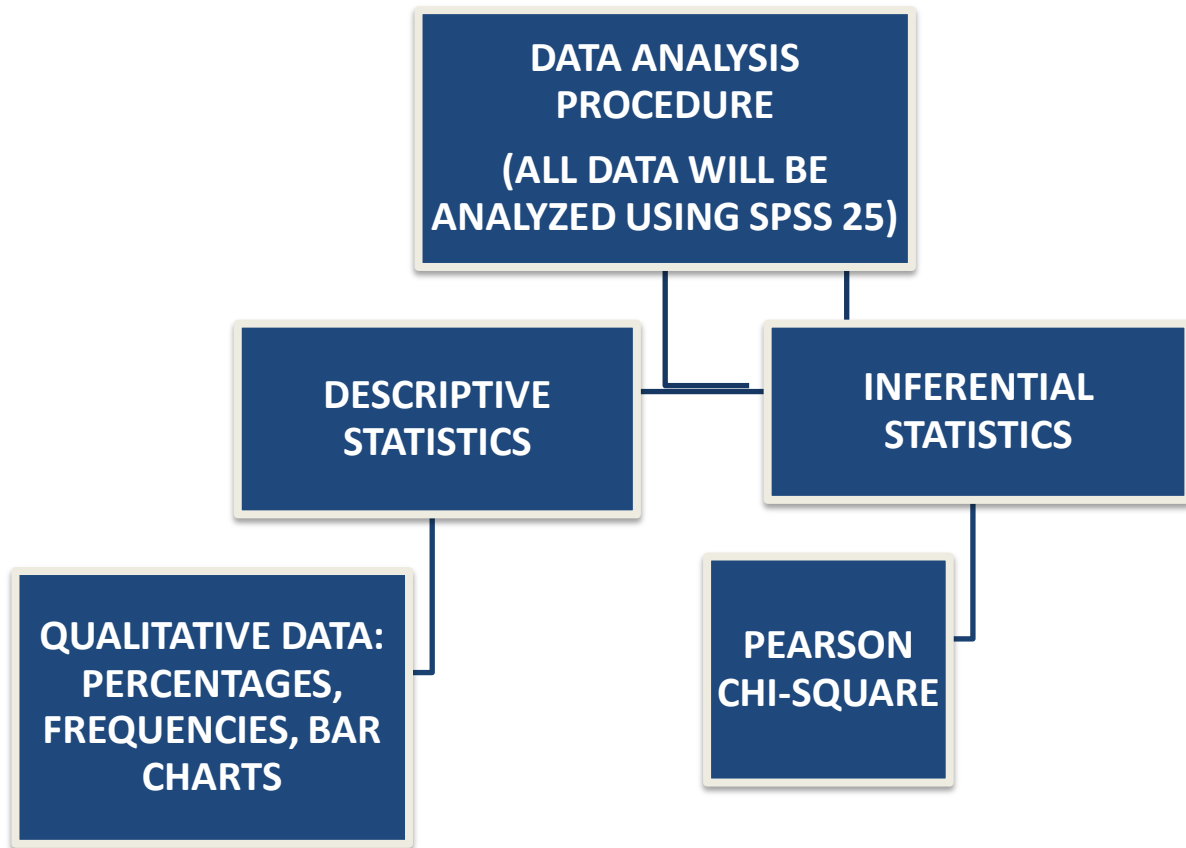 DATA ANALYSIS
PROCEDURE
(ALL DATA WILL BE
ANALYZED USING SPSS 25)
DESCRIPTIVE
STATISTICS
INFERENTIAL
STATISTICS
QUALITATIVE DATA:
PERCENTAGES,
FREQUENCIES, BAR
CHARTS
PEARSON
CHI-SQUARE